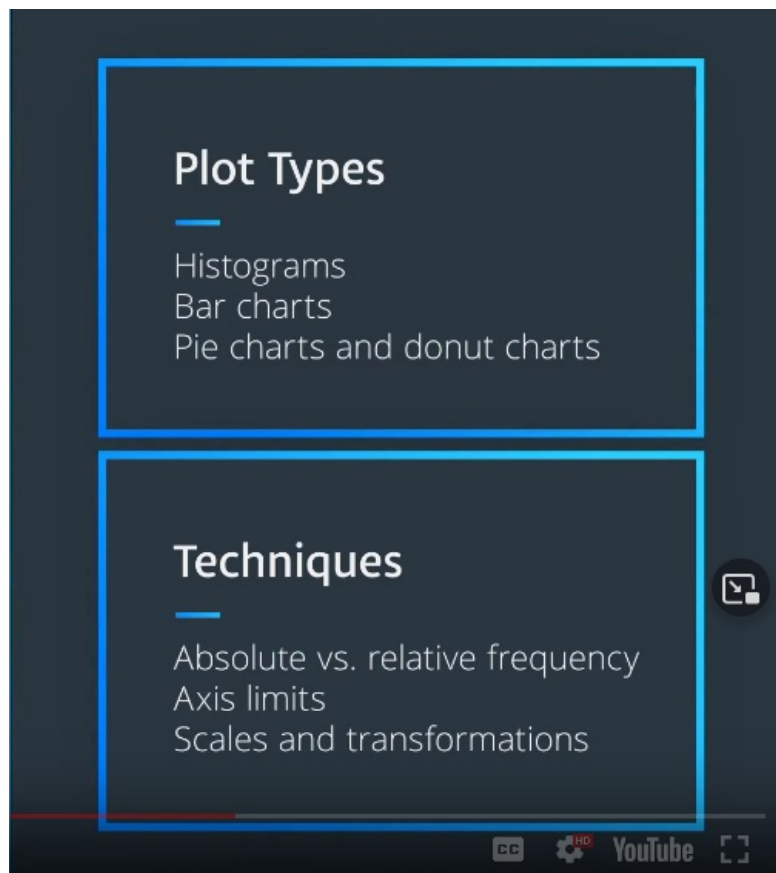 Plot Types
Histograms
Bar charts
Pie charts and donut charts
Techniques
Absolute vs. relative frequency
Axis limits
Scales and transformations
CC
HD
YouTube